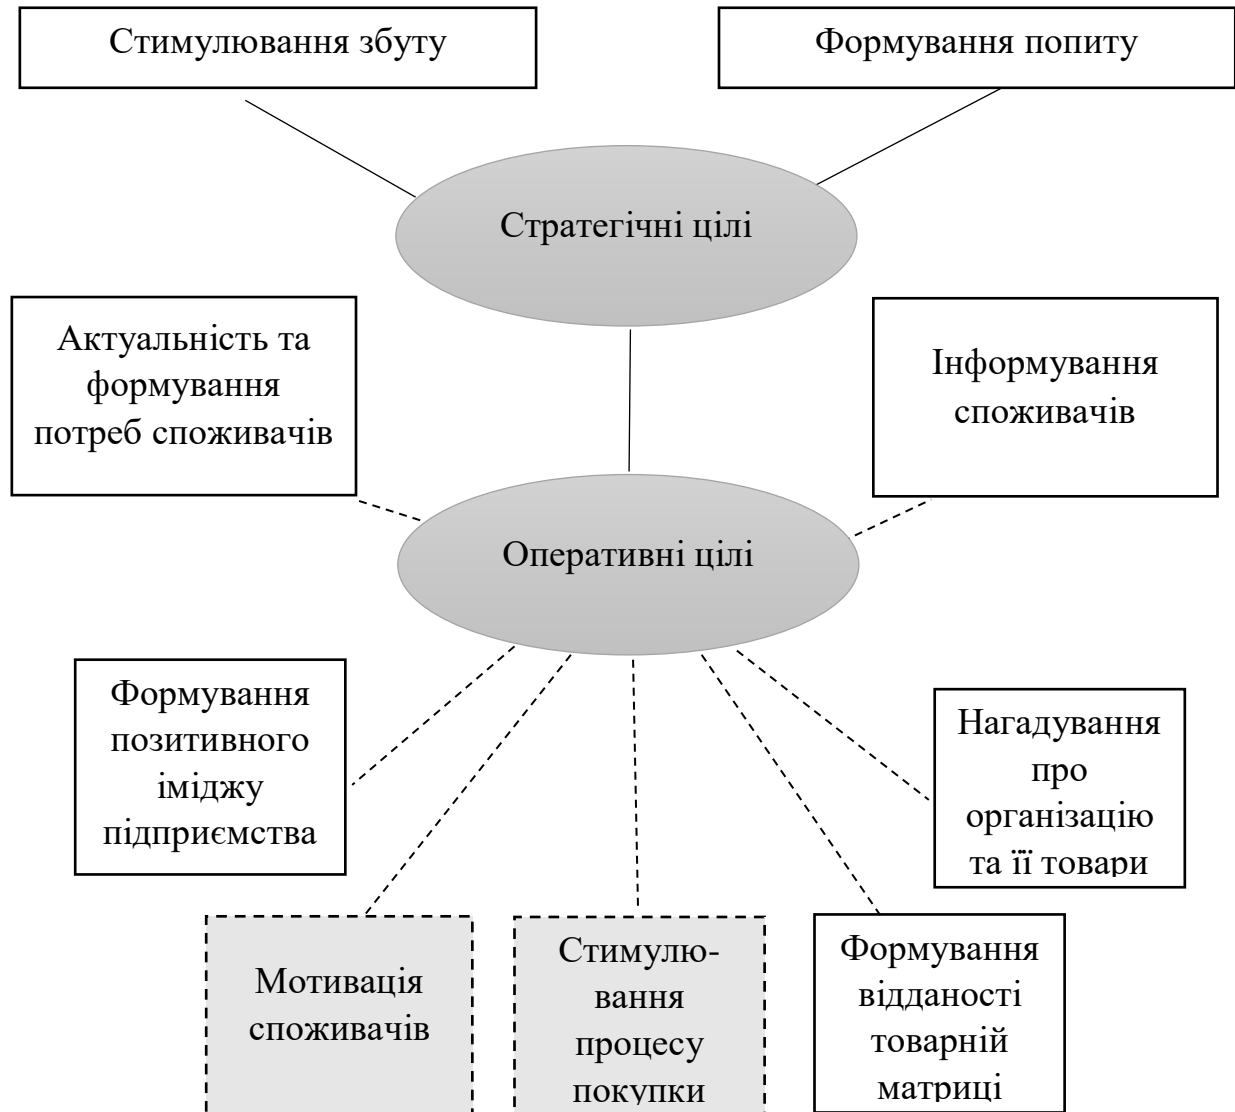 Стимулювання збуту
Формування попиту
Стратегічні цілі
Актуальність та
формування
потреб споживачів
Інформування
споживачів
Оперативні цілі
Формування
позитивного
іміджу
підприємства
Нагадування
про
організацію
та її товари
Мотивація
споживачів
Стимулю-
вання
процесу
покупки
Формування
відданості
товарній
матриці